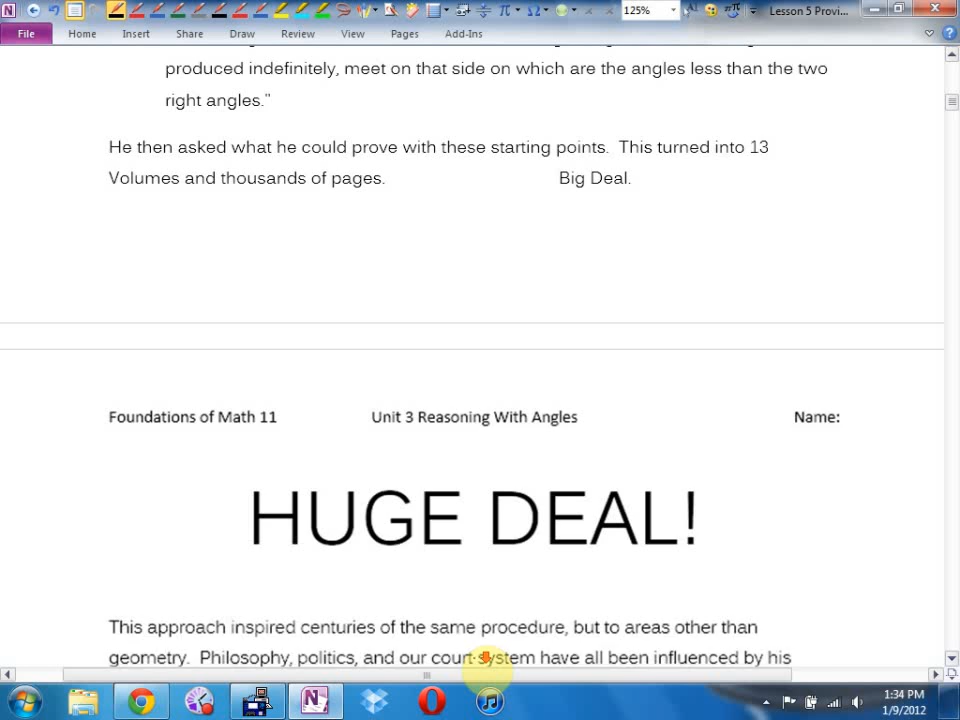 125%
Lesson 5 Provi...
File Home Insert Share Draw Review View Pages Add-Ins
produced indefinitely, meet on that side on which are the angles less than the two
right angles."
He then asked what he could prove with these starting points. This turned into 13
Volumes and thousands of pages. Big Deal.
Foundations of Math 11 Unit 3 Reasoning With Angles Name:
HUGE DEAL!
This approach inspired centuries of the same procedure, but to areas other than
geometry. Philosophy, politics, and our court system have all been influenced by his
1:34 PM
1/9/2012